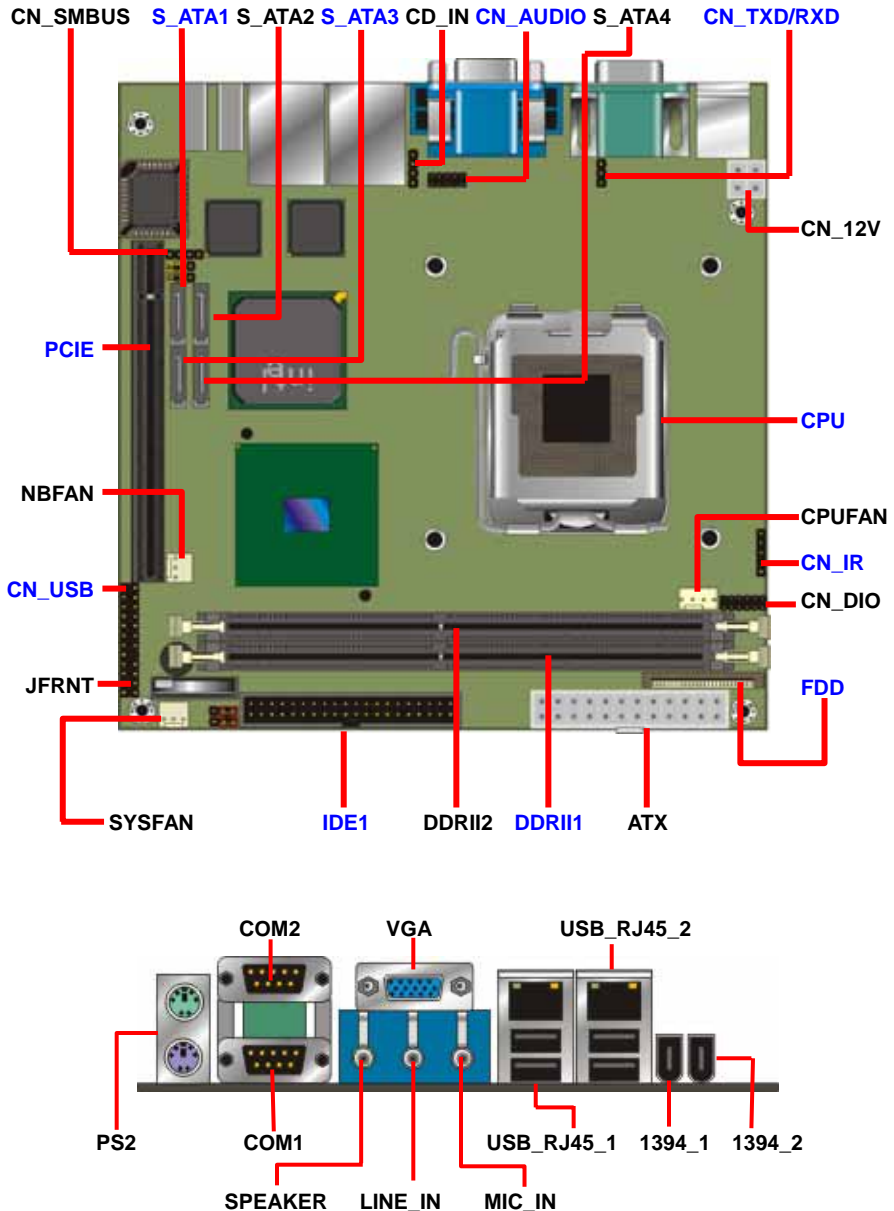 CN_SMBUS S_ATA1 S_ATA2 S_ATA3 CD_IN CN_AUDIO S_ATA4 CN_TXD/RXD
CN_12V
PCIE
intel
CPU
NBFAN
CPUFAN
CN_IR
CN_USB
CN_DIO
JFRNT
FDD
SYSFAN IDE1 DDRII2 DDRII1 ATX
COM2 VGA USB_RJ45_2
PS2 COM1 USB_RJ45_1 1394_1 1394_2
SPEAKER LINE_IN MIC_IN